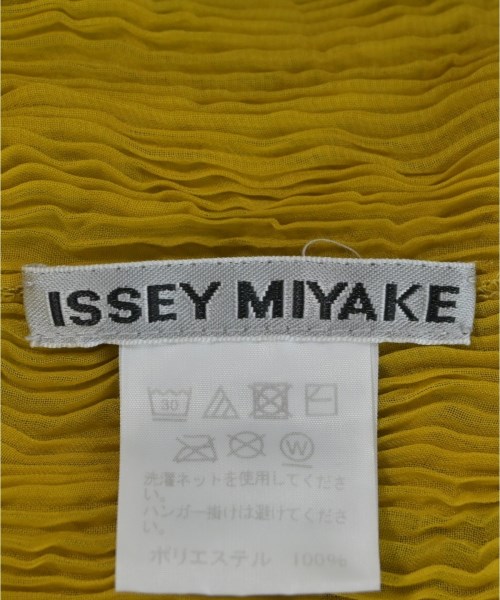 ISSEY MIYAKE
30
W
洗濯ネットを使用してくださ
い。
ハンガー掛けは避けてくださ
い。
ポリエステル 100%